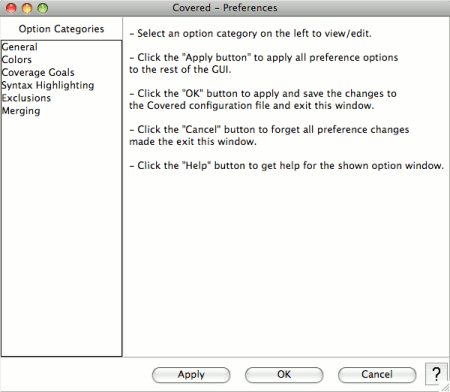 Covered - Preferences
Option Categories
General
Colors
Coverage Goals
Syntax Highlighting
Exclusions
Merging
- Select an option category on the left to view/edit.
- Click the "Apply button" to apply all preference options
to the rest of the GUI.
- Click the "OK" button to apply and save the changes to
the Covered configuration file and exit this window.
- Click the "Cancel" button to forget all preference changes
made the exit this window.
- Click the "Help" button to get help for the shown option window.
Apply
OK
Cancel
?